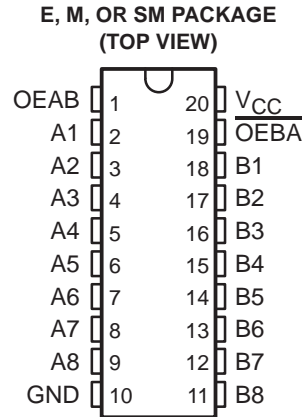 E, M, OR SM PACKAGE
(TOP VIEW)
OEAB 1 20 VCC
A1 2 19 OEBA
A2 3 18 B1
A3 4 17 B2
A4 5 16 B3
A5 6 15 B4
A6 7 14 B5
A7 8 13 B6
A8 9 12 B7
GND 10 11 B8